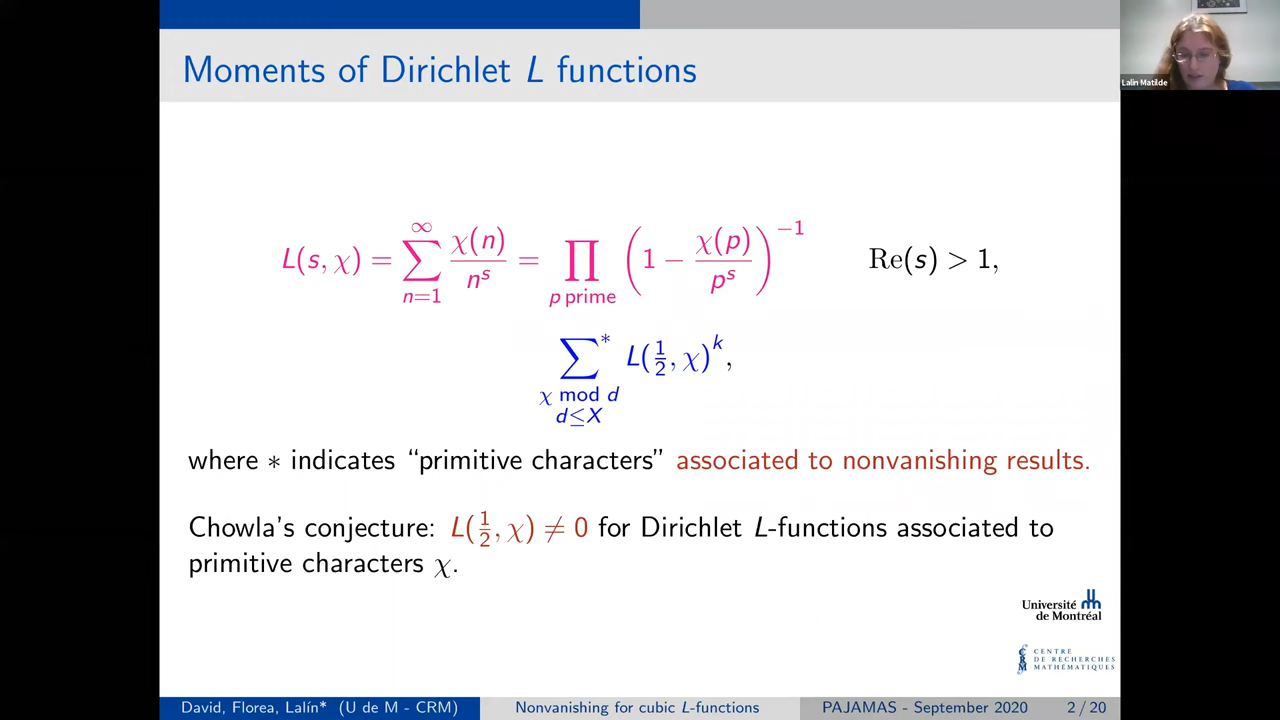 Moments of Dirichlet L functions
Lalín Matilde
L(s, χ) = ∑_{n=1}^{∞} χ(n)/n^s = ∏_{p prime} (1 − χ(p)/p^s)^{−1} Re(s) > 1,
∑*_{χ mod d, d≤X} L(1/2, χ)^k,
where ∗ indicates “primitive characters” associated to nonvanishing results.
Chowla’s conjecture: L(1/2, χ) ≠ 0 for Dirichlet L-functions associated to
primitive characters χ.
Université
de Montréal
CRM
CENTRE
DE RECHERCHES
MATHÉMATIQUES
David, Florea, Lalín* (U de M - CRM)
Nonvanishing for cubic L-functions
PAJAMAS - September 2020
2 / 20